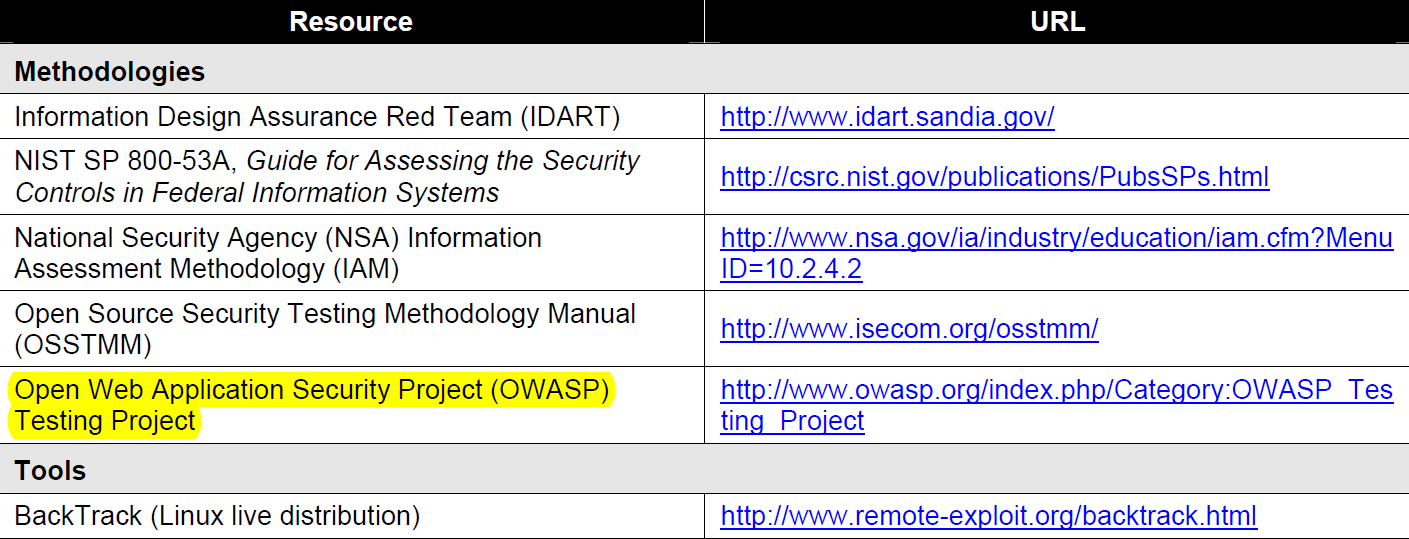 Resource URL
Methodologies
Information Design Assurance Red Team (IDART) http://www.idart.sandia.gov/
NIST SP 800-53A, Guide for Assessing the Security
Controls in Federal Information Systems
http://csrc.nist.gov/publications/PubsSPs.html
National Security Agency (NSA) Information
Assessment Methodology (IAM)
http://www.nsa.gov/ia/industry/education/iam.cfm?Menu
ID=10.2.4.2
Open Source Security Testing Methodology Manual
(OSSTMM)
http://www.isecom.org/osstmm/
Open Web Application Security Project (OWASP)
Testing Project
http://www.owasp.org/index.php/Category:OWASP_Tes
ting_Project
Tools
BackTrack (Linux live distribution) http://www.remote-exploit.org/backtrack.html